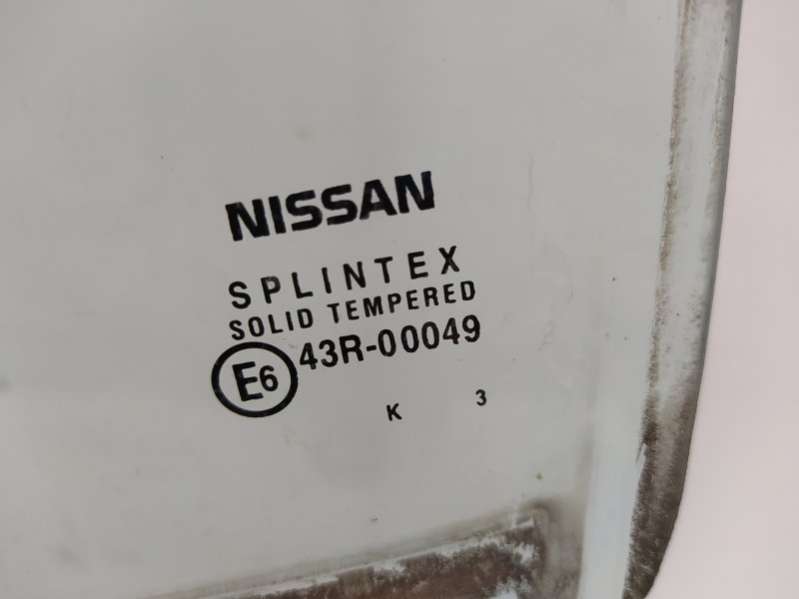 NISSAN
SPLINTEX
SOLID TEMPERED
E6 43R-00049
K 3